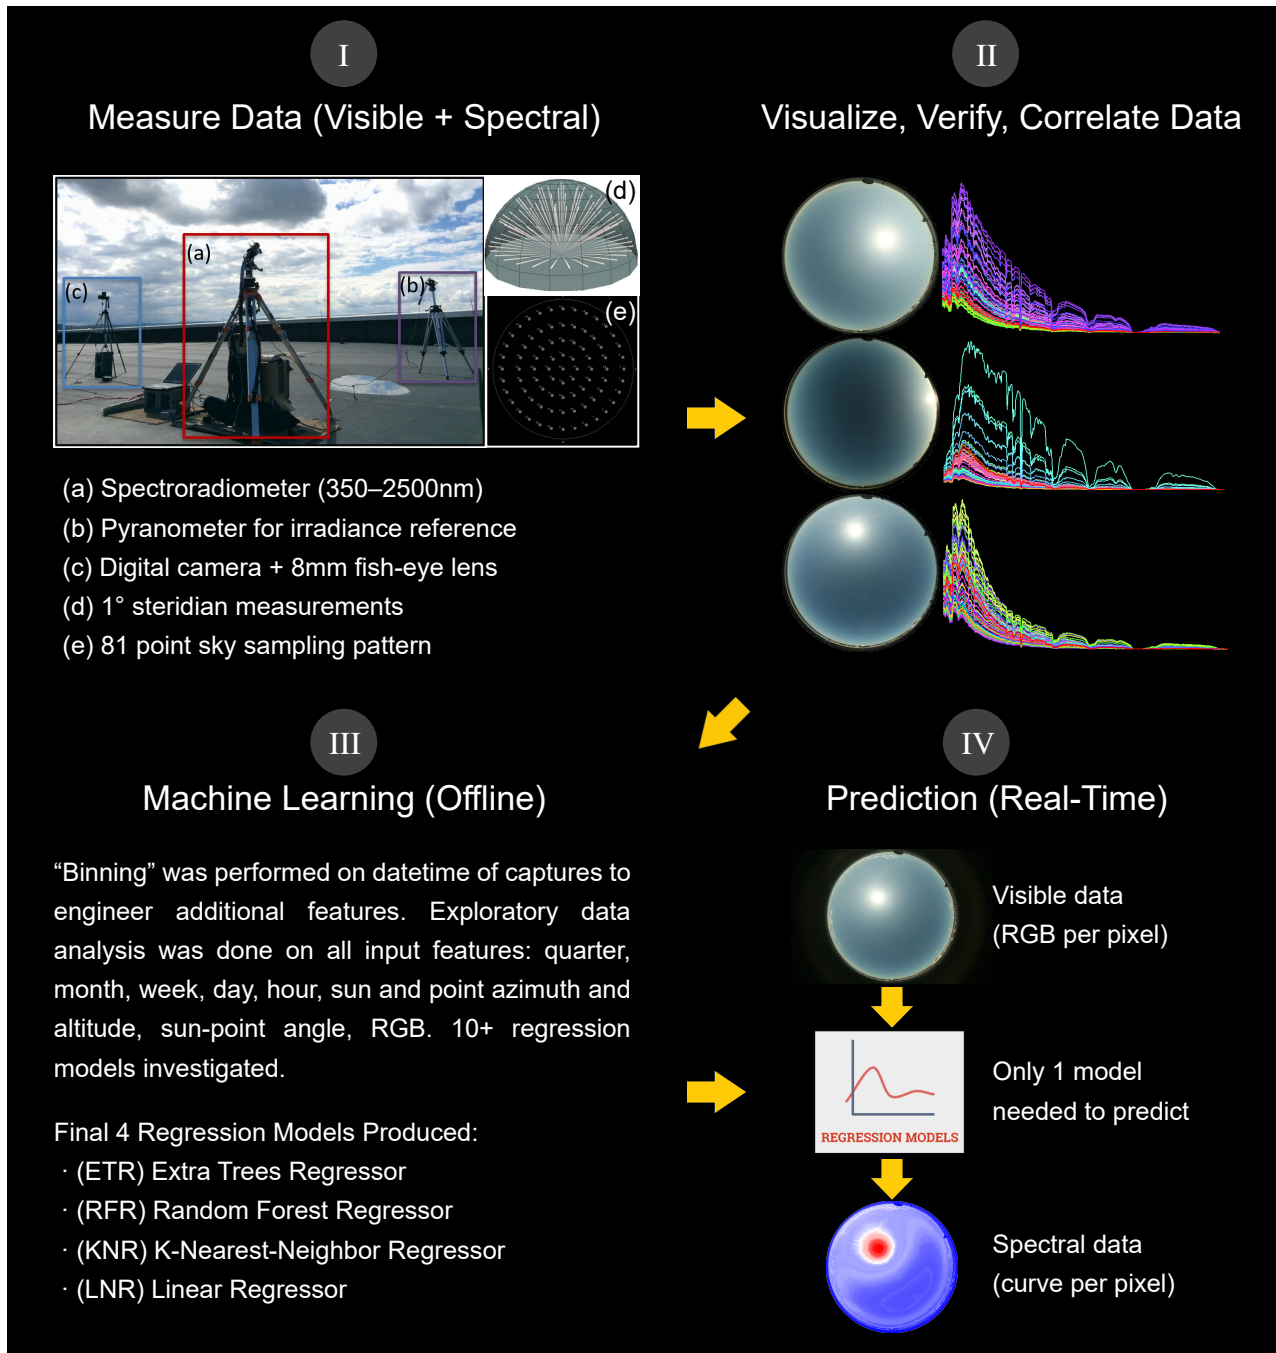 I
Measure Data (Visible + Spectral)
(a)
(b)
(c)
(d)
(e)
(a) Spectroradiometer (350–2500nm)
(b) Pyranometer for irradiance reference
(c) Digital camera + 8mm fish-eye lens
(d) 1° steridian measurements
(e) 81 point sky sampling pattern
II
Visualize, Verify, Correlate Data
III
Machine Learning (Offline)
“Binning” was performed on datetime of captures to
engineer additional features. Exploratory data
analysis was done on all input features: quarter,
month, week, day, hour, sun and point azimuth and
altitude, sun-point angle, RGB. 10+ regression
models investigated.
Final 4 Regression Models Produced:
· (ETR) Extra Trees Regressor
· (RFR) Random Forest Regressor
· (KNR) K-Nearest-Neighbor Regressor
· (LNR) Linear Regressor
IV
Prediction (Real-Time)
Visible data
(RGB per pixel)
REGRESSION MODELS
Only 1 model
needed to predict
Spectral data
(curve per pixel)